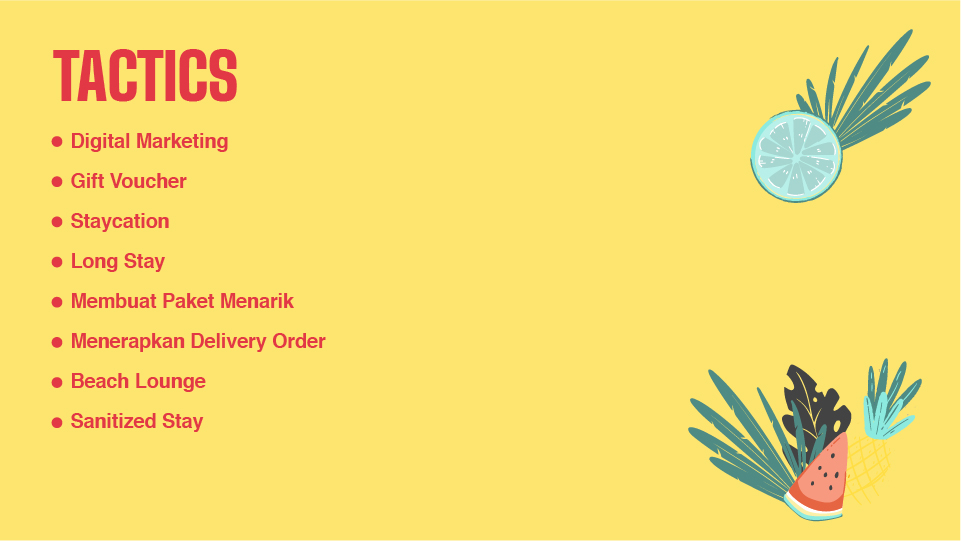 TACTICS
• Digital Marketing
• Gift Voucher
• Staycation
• Long Stay
• Membuat Paket Menarik
• Menerapkan Delivery Order
• Beach Lounge
• Sanitized Stay